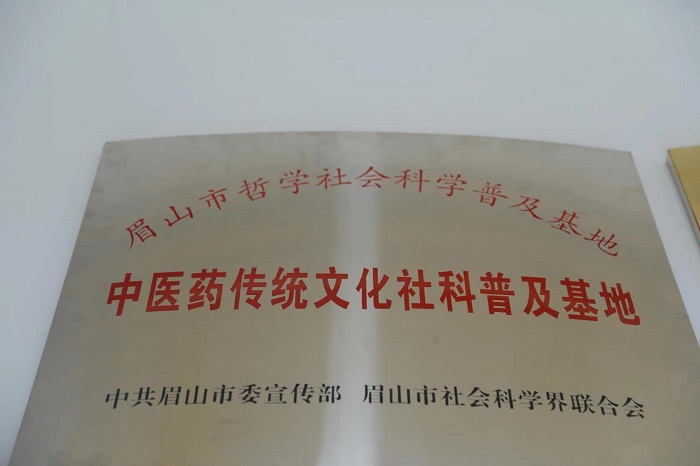 眉山市哲学社会科学普及基地
中医药传统文化社科普及基地
中共眉山市委宣传部 眉山市社会科学界联合会